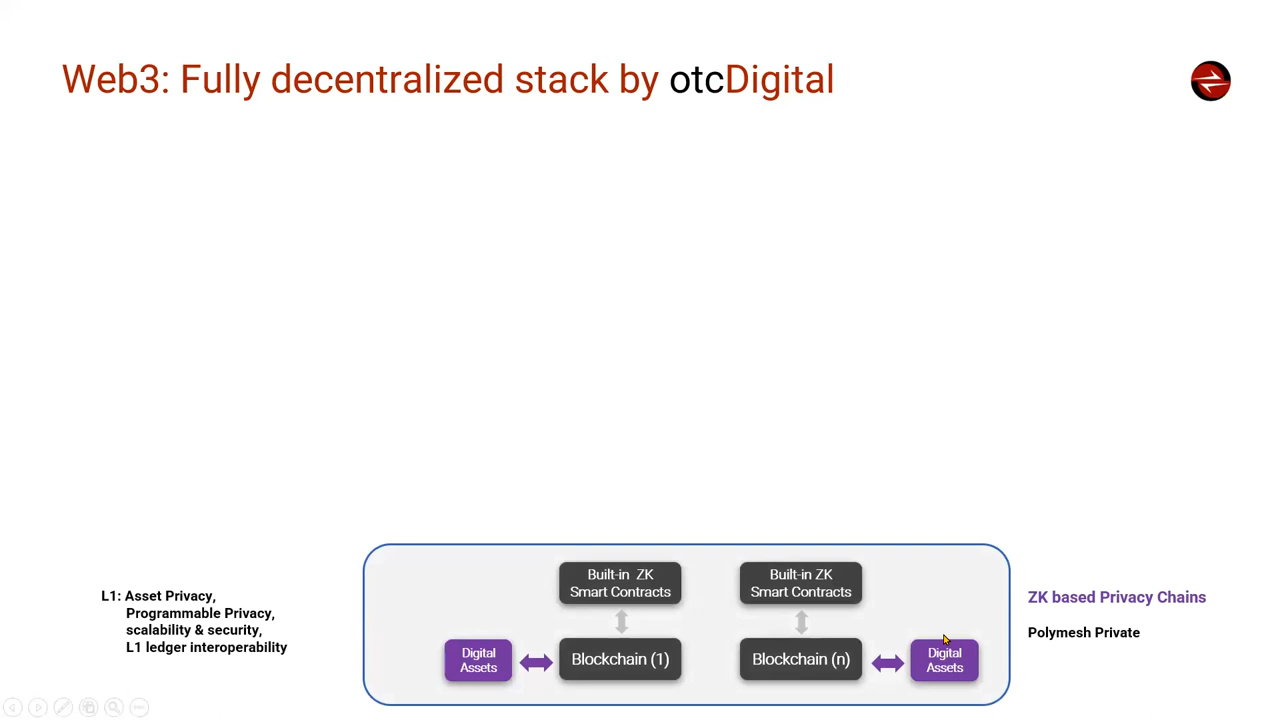 Web3: Fully decentralized stack by otcDigital
L1: Asset Privacy,
Programmable Privacy,
scalability & security,
L1 ledger interoperability
Built-in ZK
Smart Contracts
Built-in ZK
Smart Contracts
Digital
Assets
Blockchain (1)
Blockchain (n)
Digital
Assets
ZK based Privacy Chains
Polymesh Private